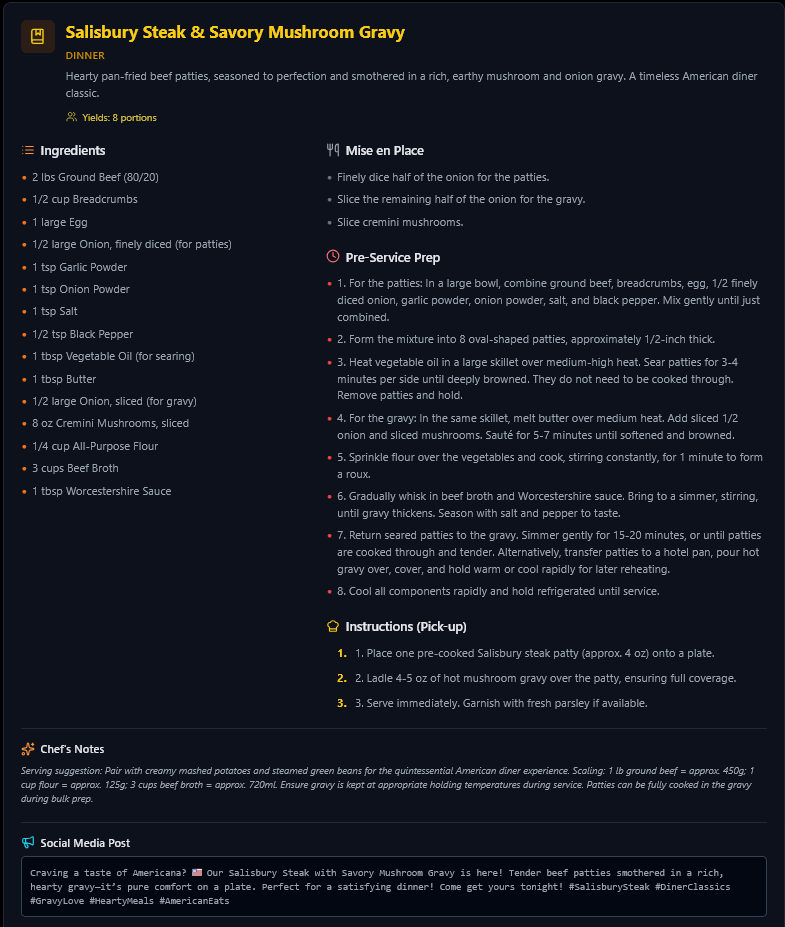 Salisbury Steak & Savory Mushroom Gravy
DINNER
Hearty pan-fried beef patties, seasoned to perfection and smothered in a rich, earthy mushroom and onion gravy. A timeless American diner
classic.
Yields: 8 portions
Ingredients
2 lbs Ground Beef (80/20)
1/2 cup Breadcrumbs
1 large Egg
1/2 large Onion, finely diced (for patties)
1 tsp Garlic Powder
1 tsp Onion Powder
1 tsp Salt
1/2 tsp Black Pepper
1 tbsp Vegetable Oil (for searing)
1 tbsp Butter
1/2 large Onion, sliced (for gravy)
8 oz Cremini Mushrooms, sliced
1/4 cup All-Purpose Flour
3 cups Beef Broth
1 tbsp Worcestershire Sauce
Mise en Place
Finely dice half of the onion for the patties.
Slice the remaining half of the onion for the gravy.
Slice cremini mushrooms.
Pre-Service Prep
1. For the patties: In a large bowl, combine ground beef, breadcrumbs, egg, 1/2 finely
diced onion, garlic powder, onion powder, salt, and black pepper. Mix gently until just
combined.
2. Form the mixture into 8 oval-shaped patties, approximately 1/2-inch thick.
3. Heat vegetable oil in a large skillet over medium-high heat. Sear patties for 3-4
minutes per side until deeply browned. They do not need to be cooked through.
Remove patties and hold.
4. For the gravy: In the same skillet, melt butter over medium heat. Add sliced 1/2
onion and sliced mushrooms. Sauté for 5-7 minutes until softened and browned.
5. Sprinkle flour over the vegetables and cook, stirring constantly, for 1 minute to form
a roux.
6. Gradually whisk in beef broth and Worcestershire sauce. Bring to a simmer, stirring,
until gravy thickens. Season with salt and pepper to taste.
7. Return seared patties to the gravy. Simmer gently for 15-20 minutes, or until patties
are cooked through and tender. Alternatively, transfer patties to a hotel pan, pour hot
gravy over, cover, and hold warm or cool rapidly for later reheating.
8. Cool all components rapidly and hold refrigerated until service.
Instructions (Pick-up)
1. 1. Place one pre-cooked Salisbury steak patty (approx. 4 oz) onto a plate.
2. 2. Ladle 4-5 oz of hot mushroom gravy over the patty, ensuring full coverage.
3. 3. Serve immediately. Garnish with fresh parsley if available.
Chef's Notes
Serving suggestion: Pair with creamy mashed potatoes and steamed green beans for the quintessential American diner experience. Scaling: 1 lb ground beef = approx. 450g; 1
cup flour = approx. 125g; 3 cups beef broth = approx. 720ml. Ensure gravy is kept at appropriate holding temperatures during service. Patties can be fully cooked in the gravy
during bulk prep.
Social Media Post
Craving a taste of Americana? 🇺🇸 Our Salisbury Steak with Savory Mushroom Gravy is here! Tender beef patties smothered in a rich,
hearty gravy—it's pure comfort on a plate. Perfect for a satisfying dinner! Come get yours tonight! #SalisburySteak #DinerClassics
#GravyLove #HeartyMeals #AmericanEats